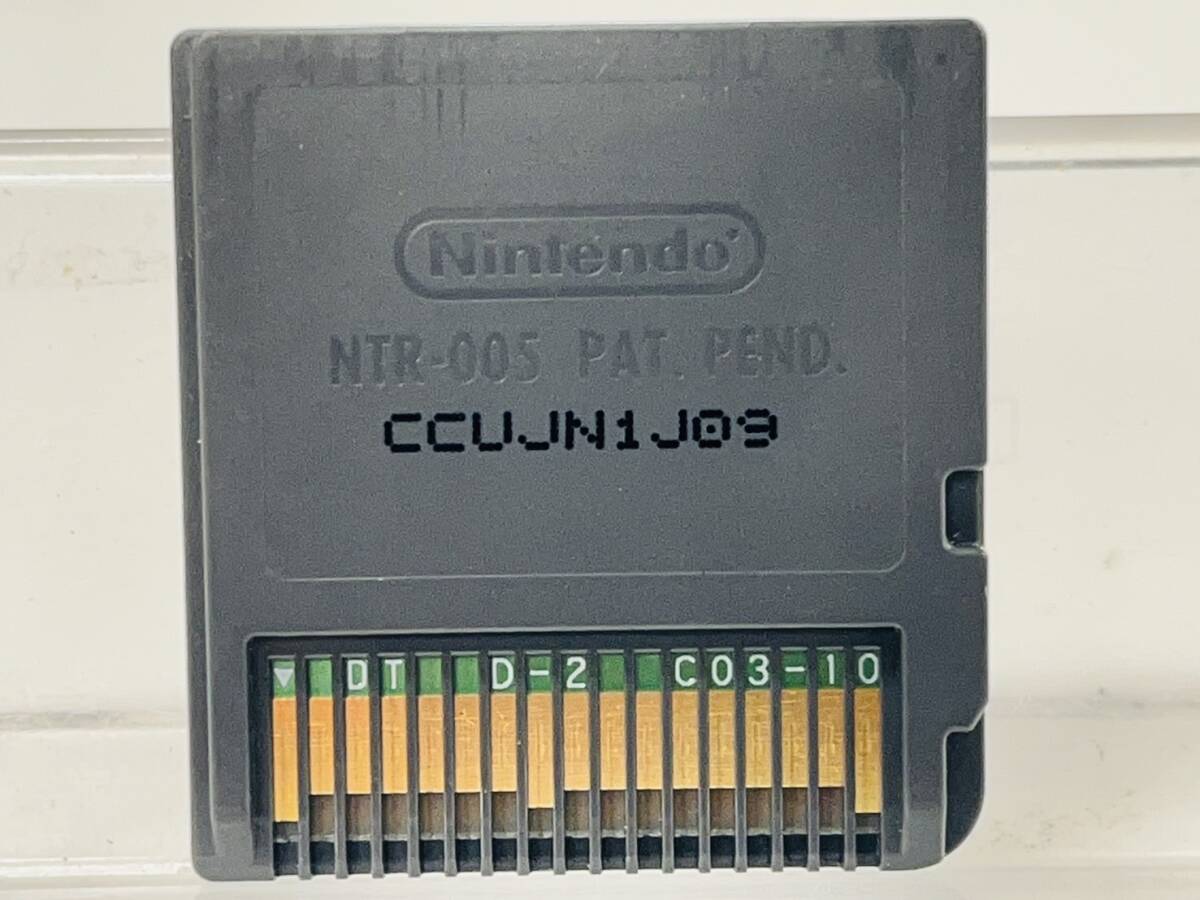 Nintendo
NTR-005 PAT. PEND.
CCUJN1J09
DT D-2 C03-10